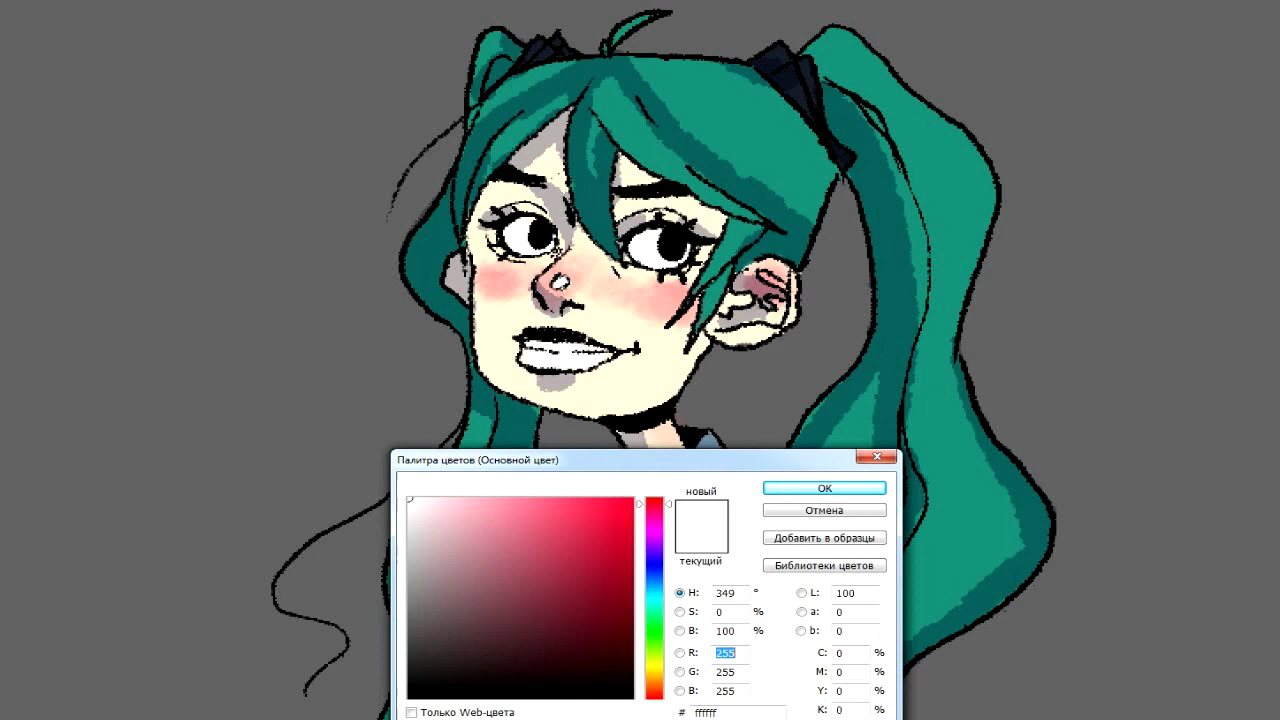 Палитра цветов (Основной цвет)
новый
текущий
OK
Отмена
Добавить в образцы
Библиотеки цветов
H: 349 °
S: 0 %
B: 100 %
R: 255
G: 255
B: 255
L: 100
a: 0
b: 0
C: 0 %
M: 0 %
Y: 0 %
K: 0 %
Только Web-цвета
# ffffff